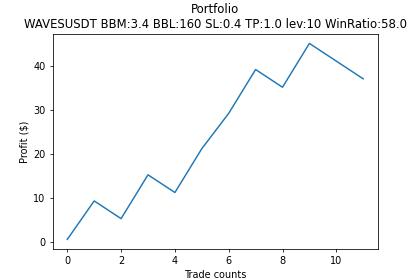 Portfolio
WAVESUSDT BBM:3.4 BBL:160 SL:0.4 TP:1.0 lev:10 WinRatio:58.0
40
30
20
10
0
Profit ($)
0 2 4 6 8 10
Trade counts